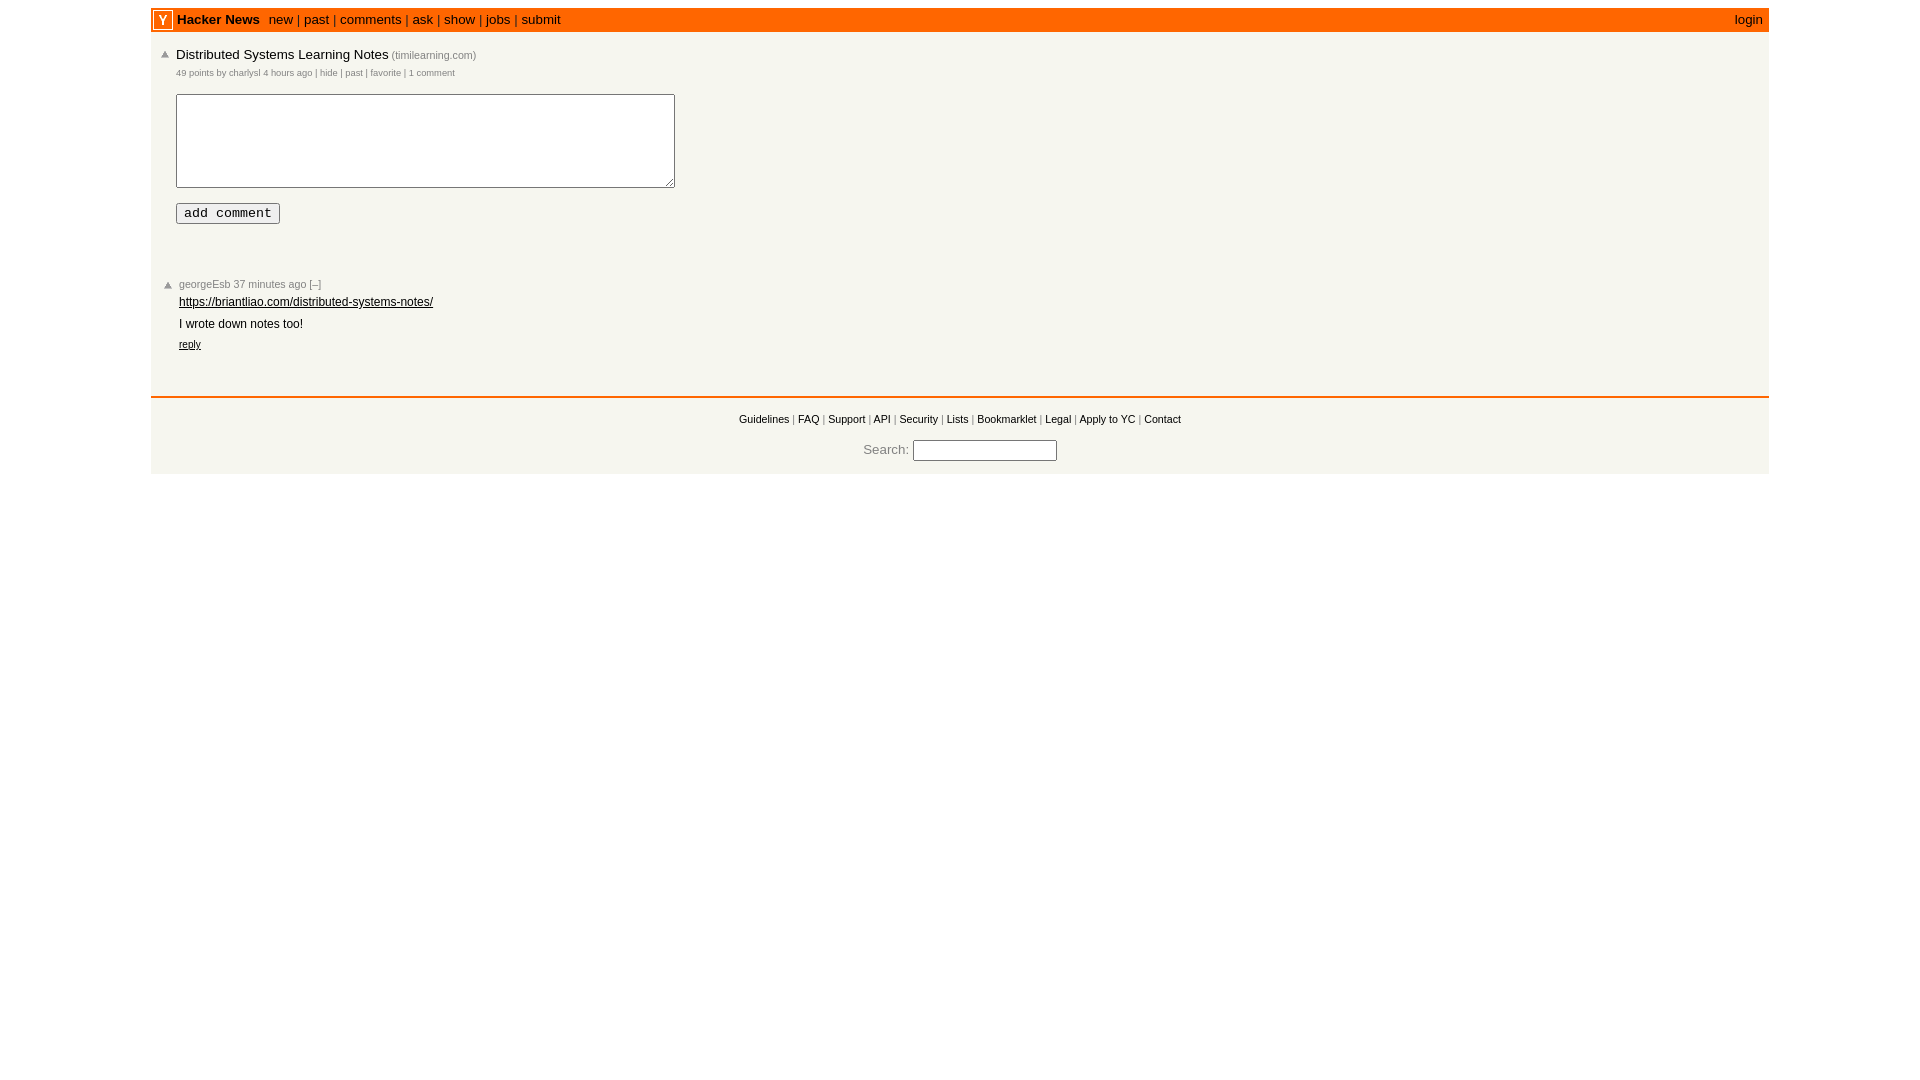 Y Hacker News new | past | comments | ask | show | jobs | submit login
Distributed Systems Learning Notes (timilearning.com)
49 points by charlysl 4 hours ago | hide | past | favorite | 1 comment
add comment
georgeEsb 37 minutes ago [–]
https://briantliao.com/distributed-systems-notes/
I wrote down notes too!
reply
Guidelines | FAQ | Support | API | Security | Lists | Bookmarklet | Legal | Apply to YC | Contact
Search: